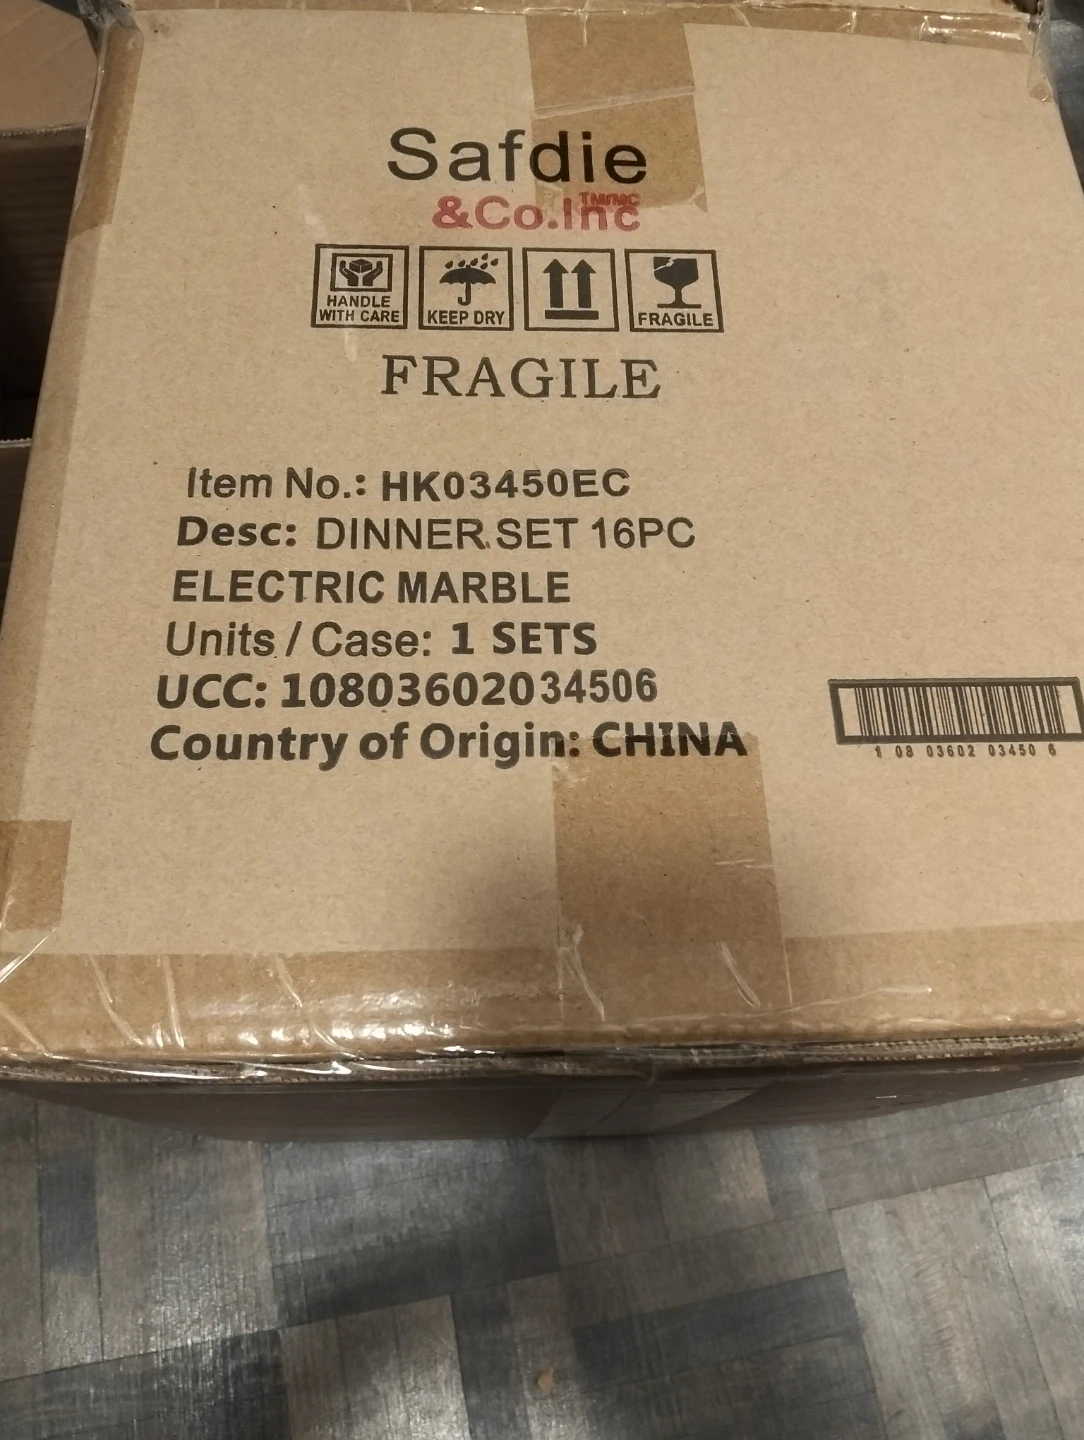 Safdie
&Co.Inc TM/MC
HANDLE
WITH CARE
KEEP DRY
FRAGILE
FRAGILE
Item No.: HK03450EC
Desc: DINNER SET 16PC
ELECTRIC MARBLE
Units / Case: 1 SETS
UCC: 10803602034506
Country of Origin: CHINA
1 08 03602 03450 6